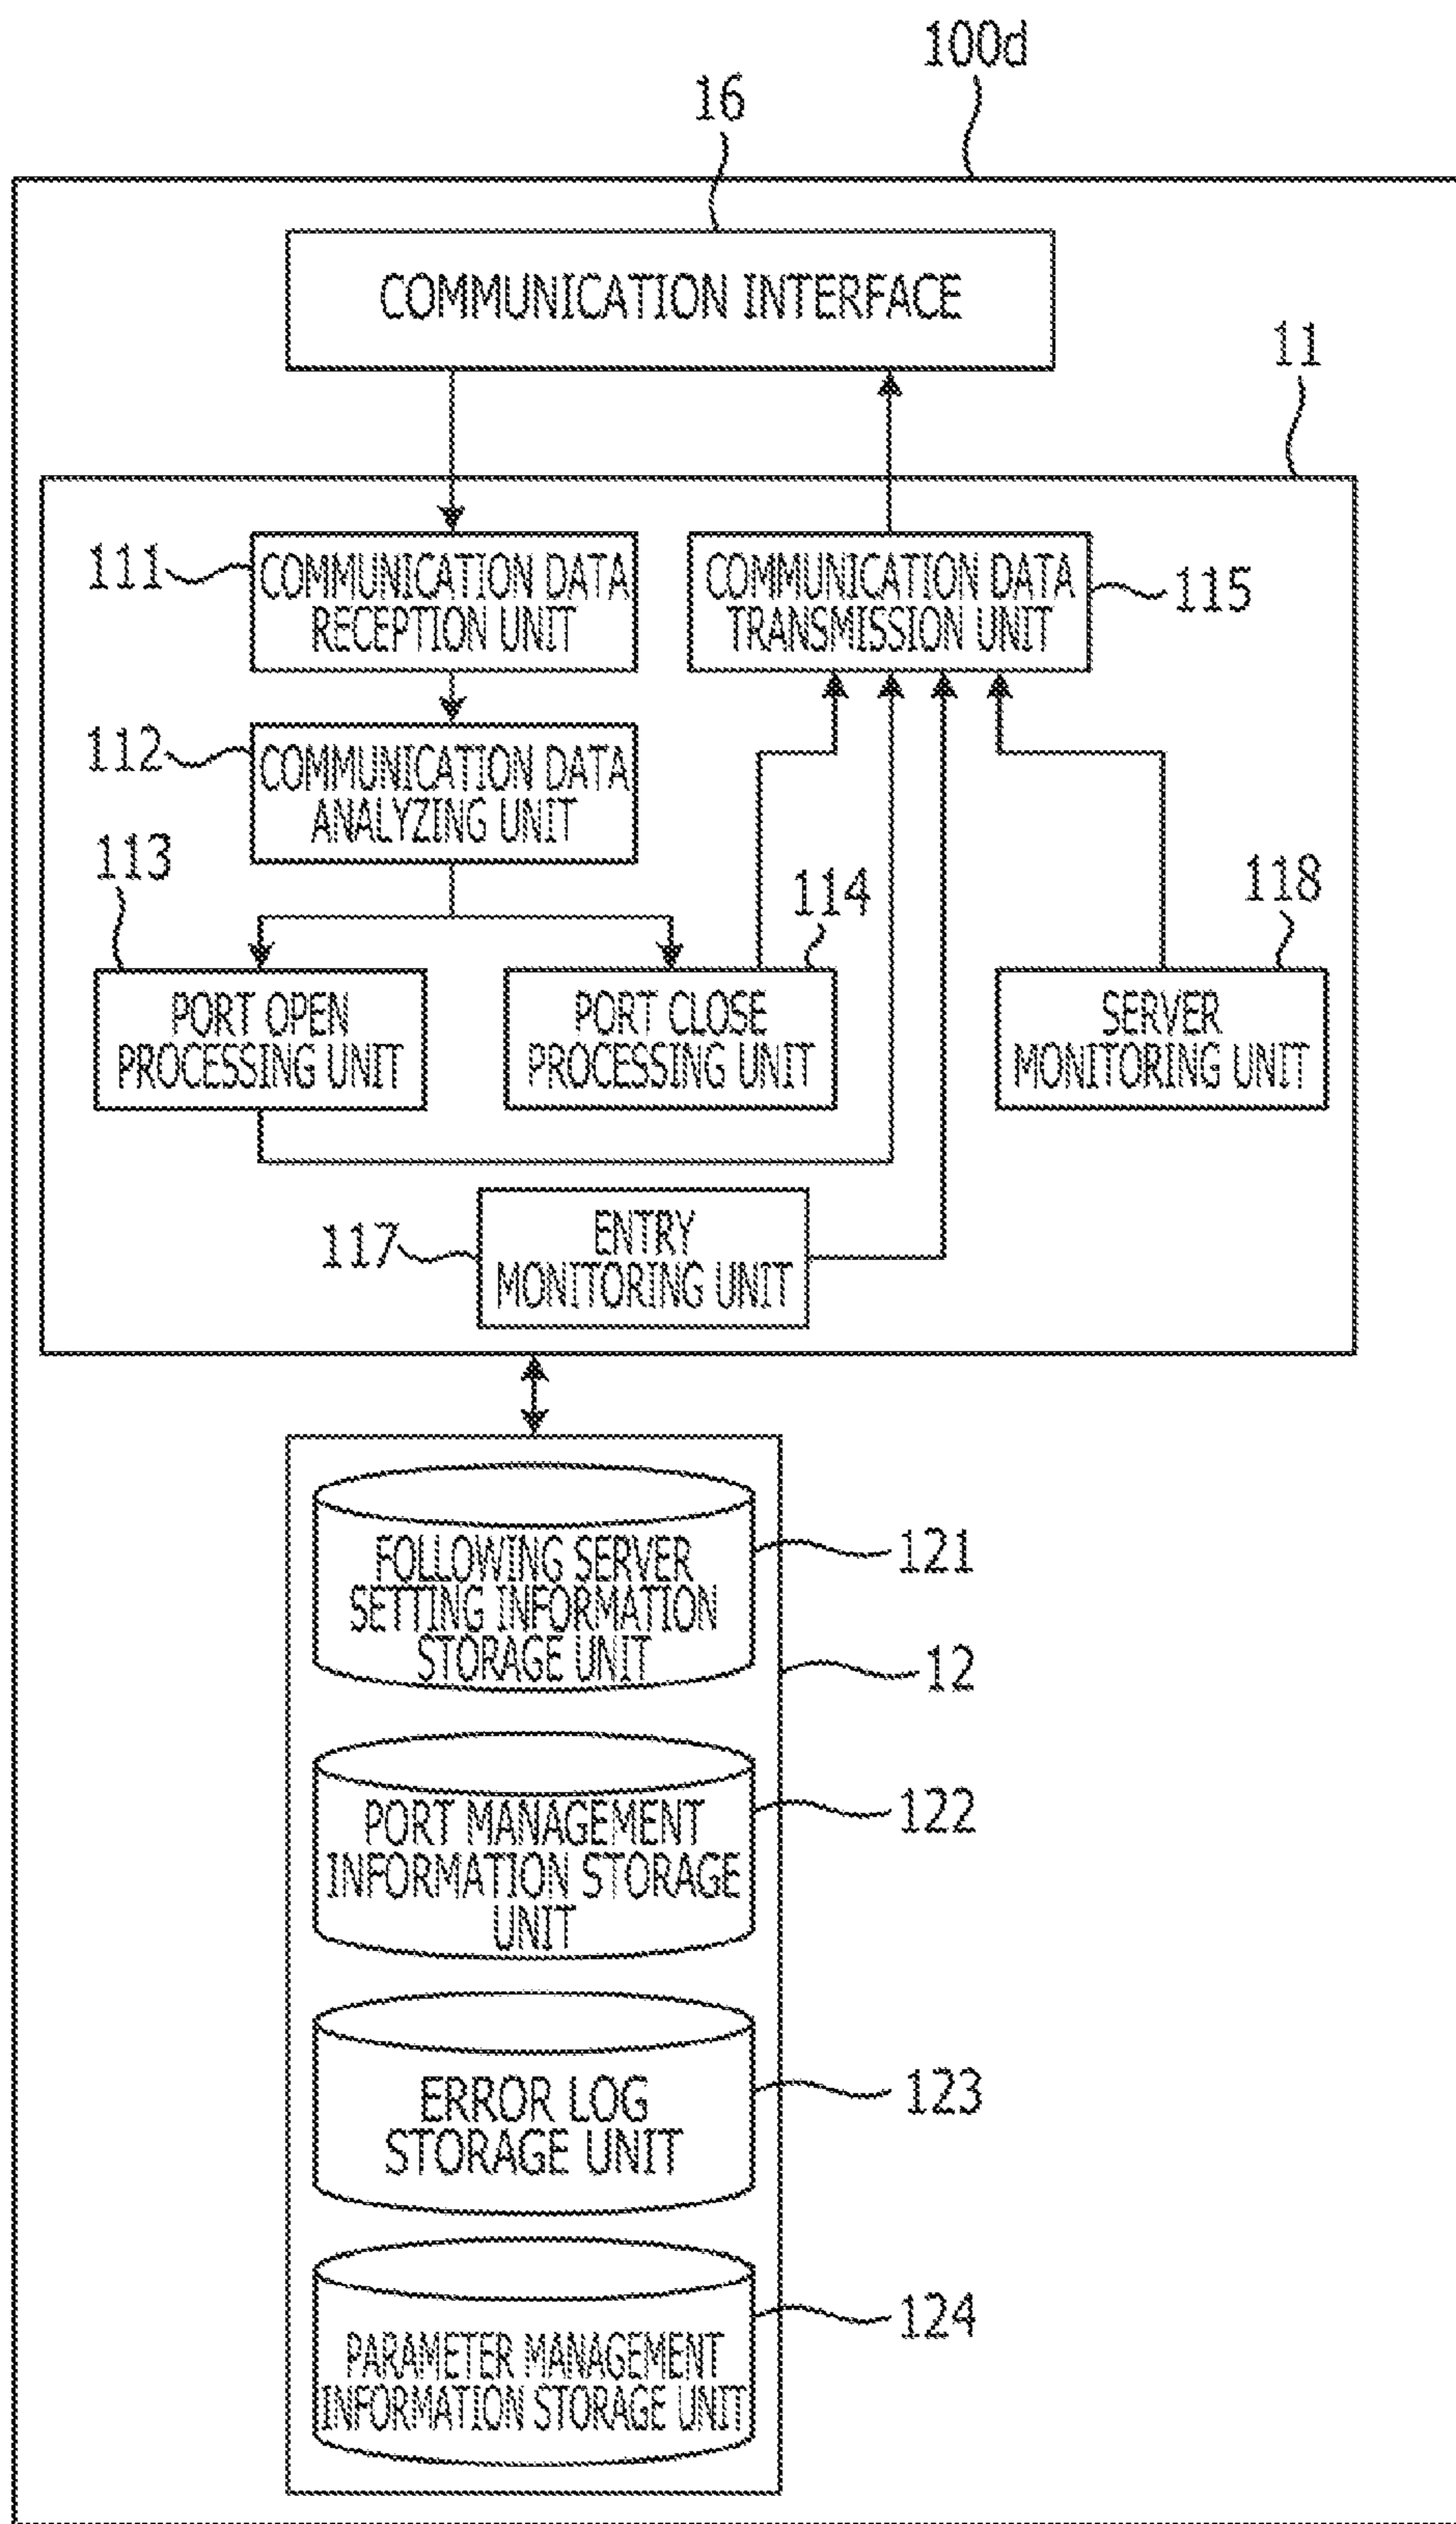 100d
16
COMMUNICATION INTERFACE
11
111
COMMUNICATION DATA
RECEPTION UNIT
COMMUNICATION DATA
TRANSMISSION UNIT
115
112
COMMUNICATION DATA
ANALYZING UNIT
113
114
118
PORT OPEN
PROCESSING UNIT
PORT CLOSE
PROCESSING UNIT
SERVER
MONITORING UNIT
117
ENTRY
MONITORING UNIT
FOLLOWING SERVER
SETTING INFORMATION
STORAGE UNIT
121
12
PORT MANAGEMENT
INFORMATION STORAGE
UNIT
122
ERROR LOG
STORAGE UNIT
123
PARAMETER MANAGEMENT
INFORMATION STORAGE UNIT
124